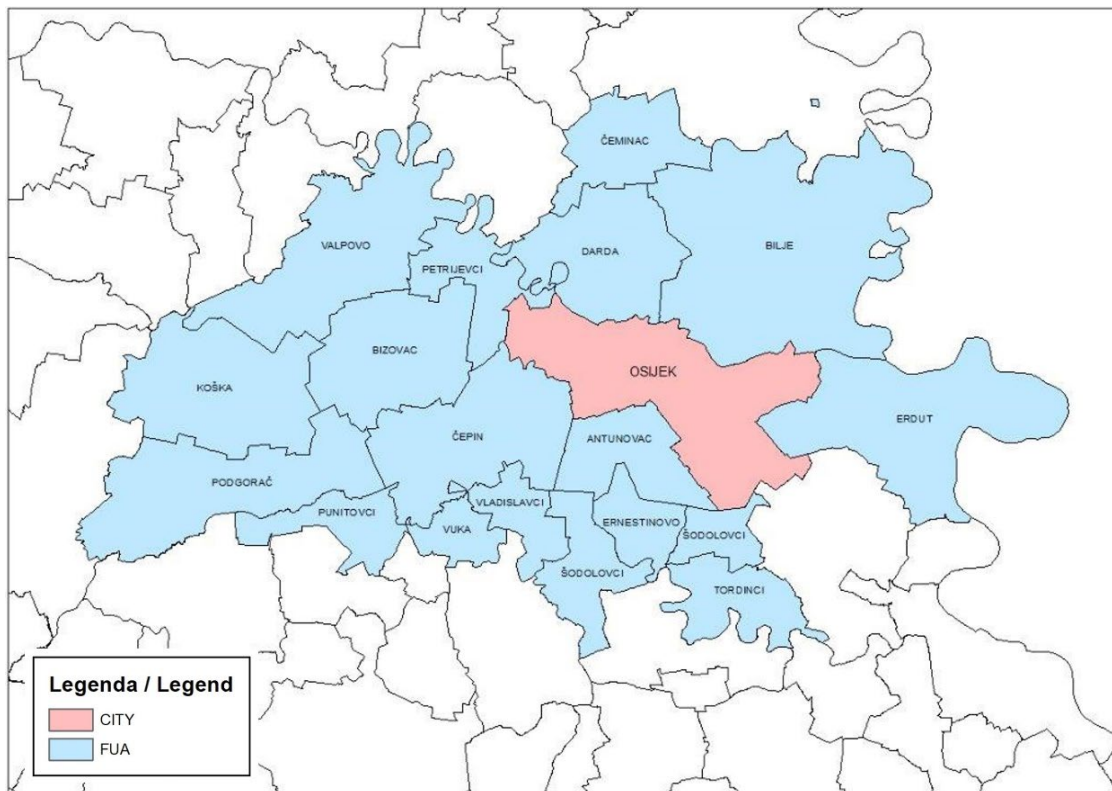 ČEMINAC
VALPOVO
DARDA
BILJE
PETRIJEVCI
BIZOVAC
OSIJEK
KOŠKA
ERDUT
ČEPIN
ANTUNOVAC
PODGORAČ
VLADISLAVCI
PUNITOVCI
ERNESTINOVO
VUKA
ŠODOLOVCI
ŠODOLOVCI
TORDINCI
Legenda / Legend
CITY
FUA